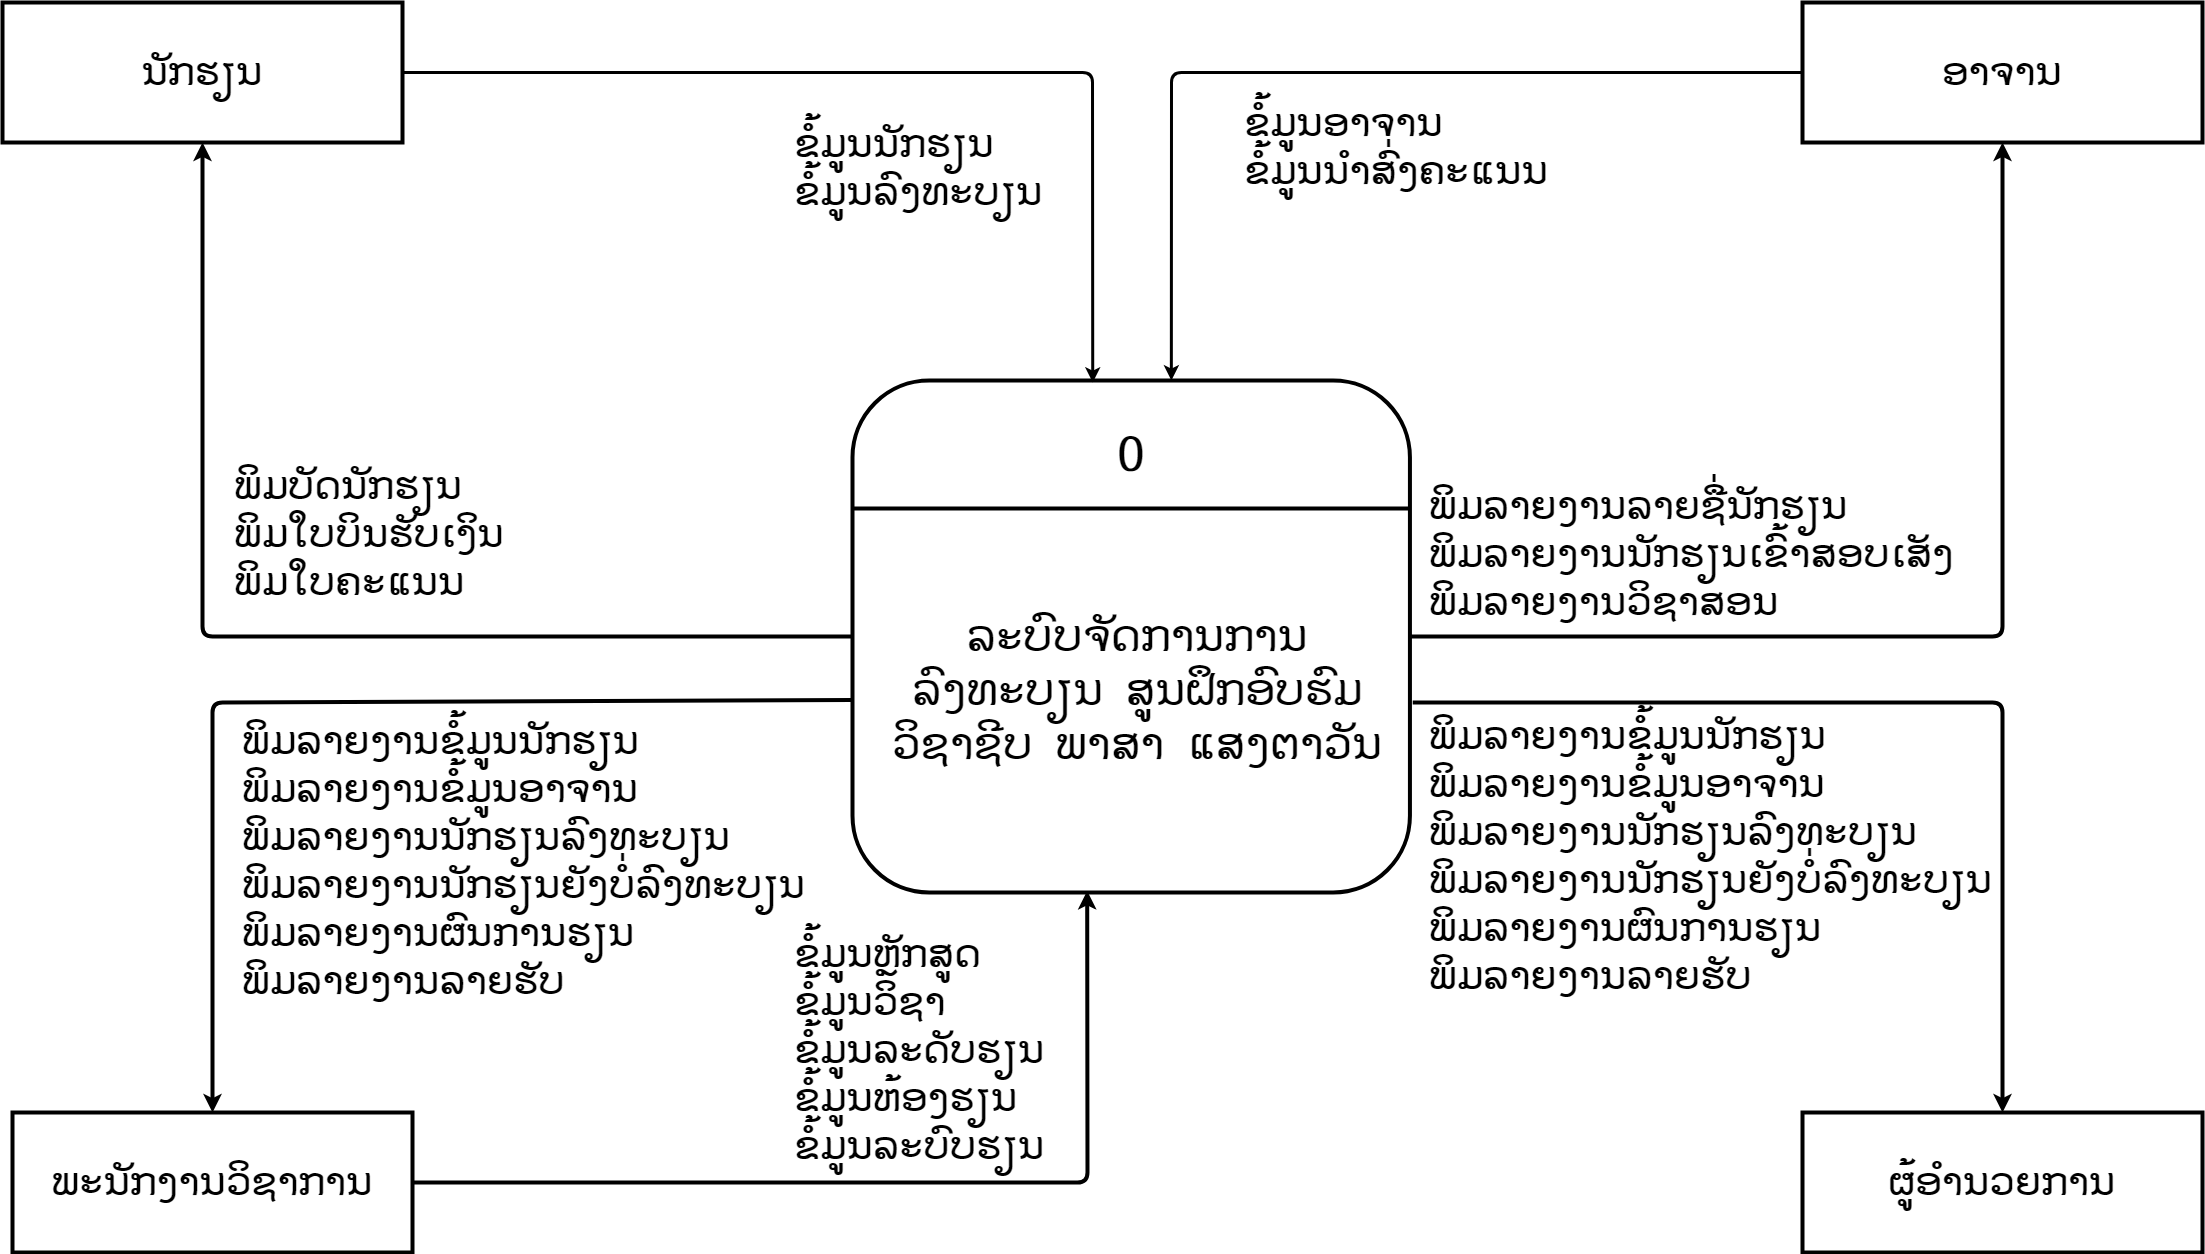 ນັກຮຽນ
ອາຈານ
ຂໍ້ມູນນັກຮຽນ
ຂໍ້ມູນລົງທະບຽນ
ຂໍ້ມູນອາຈານ
ຂໍ້ມູນນຳສົ່ງຄະແນນ
0
ລະບົບຈັດການການ
ລົງທະບຽນ ສູນຝຶກອົບຮົມ
ວິຊາຊີບ ພາສາ ແສງຕາວັນ
ພິມບັດນັກຮຽນ
ພິມໃບບິນຮັບເງິນ
ພິມໃບຄະແນນ
ພິມລາຍງານລາຍຊື່ນັກຮຽນ
ພິມລາຍງານນັກຮຽນເຂົ້າສອບເສັງ
ພິມລາຍງານວິຊາສອນ
ພິມລາຍງານຂໍ້ມູນນັກຮຽນ
ພິມລາຍງານຂໍ້ມູນອາຈານ
ພິມລາຍງານນັກຮຽນລົງທະບຽນ
ພິມລາຍງານນັກຮຽນຍັງບໍ່ລົງທະບຽນ
ພິມລາຍງານຜົນການຮຽນ
ພິມລາຍງານລາຍຮັບ
ພິມລາຍງານຂໍ້ມູນນັກຮຽນ
ພິມລາຍງານຂໍ້ມູນອາຈານ
ພິມລາຍງານນັກຮຽນລົງທະບຽນ
ພິມລາຍງານນັກຮຽນຍັງບໍ່ລົງທະບຽນ
ພິມລາຍງານຜົນການຮຽນ
ພິມລາຍງານລາຍຮັບ
ຂໍ້ມູນຫຼັກສູດ
ຂໍ້ມູນວິຊາ
ຂໍ້ມູນລະດັບຮຽນ
ຂໍ້ມູນຫ້ອງຮຽນ
ຂໍ້ມູນລະບົບຮຽນ
ພະນັກງານວິຊາການ
ຜູ້ອຳນວຍການ